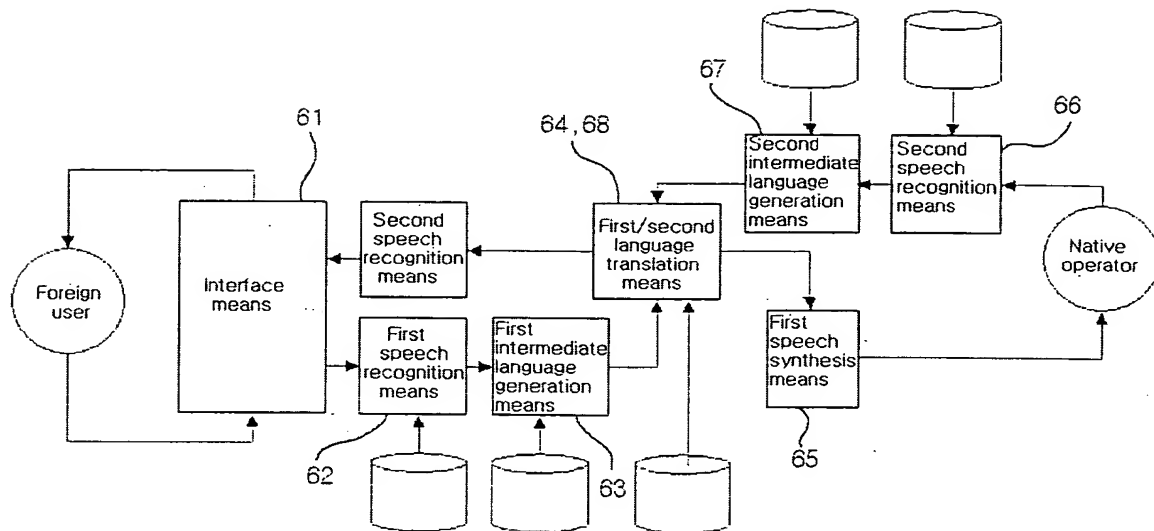 61
Foreign
user
Interface
means
Second
speech
recognition
means
First
speech
recognition
means
62
First
intermediate
language
generation
means
63
64,68
First/second
language
translation
means
67
Second
intermediate
language
generation
means
66
Second
speech
recognition
means
Native
operator
First
speech
synthesis
means
65